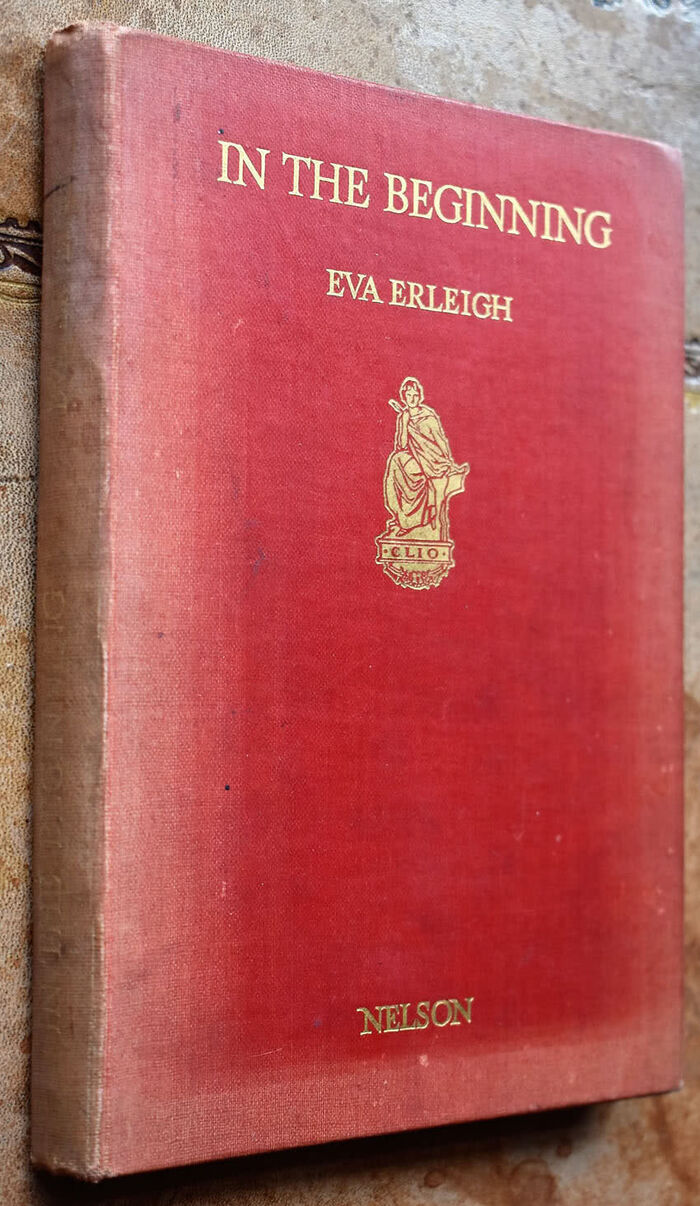 IN THE BEGINNING
EVA ERLEIGH
·CLIO·
NELSON